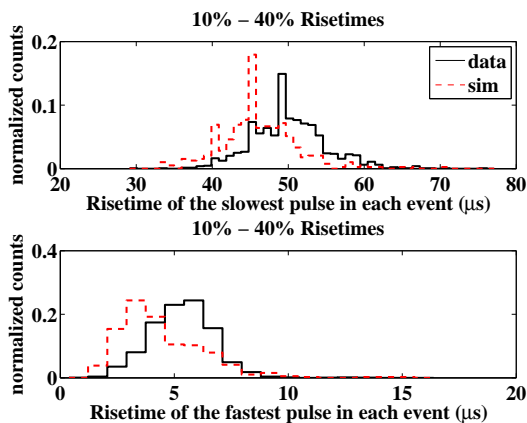 10% – 40% Risetimes
normalized counts
0.2
0.1
0
20 30 40 50 60 70 80
data
sim
Risetime of the slowest pulse in each event (μs)
10% – 40% Risetimes
normalized counts
0.4
0.2
0
0 5 10 15 20
Risetime of the fastest pulse in each event (μs)